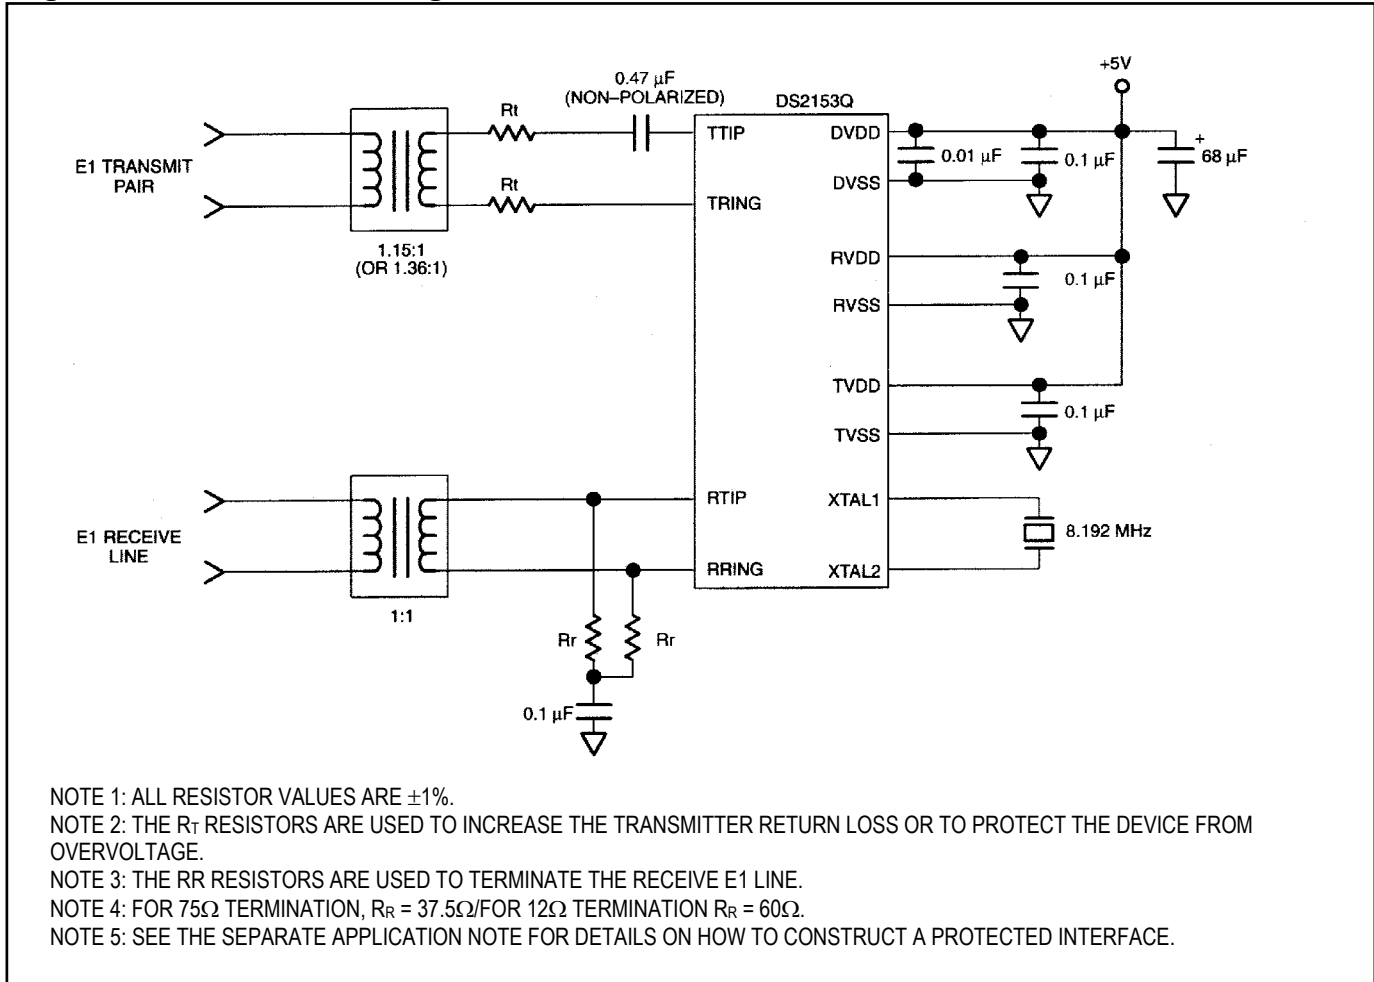 +5V
0.47 µF
(NON–POLARIZED)
DS2153Q
Rt
TTIP
DVDD
0.01 µF
0.1 µF
+
68 µF
E1 TRANSMIT
PAIR
Rt
DVSS
TRING
1.15:1
(OR 1.36:1)
RVDD
0.1 µF
RVSS
TVDD
0.1 µF
TVSS
RTIP
XTAL1
E1 RECEIVE
LINE
8.192 MHz
RRING
XTAL2
1:1
Rr
Rr
0.1 µF
NOTE 1: ALL RESISTOR VALUES ARE ±1%.
NOTE 2: THE RT RESISTORS ARE USED TO INCREASE THE TRANSMITTER RETURN LOSS OR TO PROTECT THE DEVICE FROM
OVERVOLTAGE.
NOTE 3: THE RR RESISTORS ARE USED TO TERMINATE THE RECEIVE E1 LINE.
NOTE 4: FOR 75Ω TERMINATION, RR = 37.5Ω/FOR 12Ω TERMINATION RR = 60Ω.
NOTE 5: SEE THE SEPARATE APPLICATION NOTE FOR DETAILS ON HOW TO CONSTRUCT A PROTECTED INTERFACE.